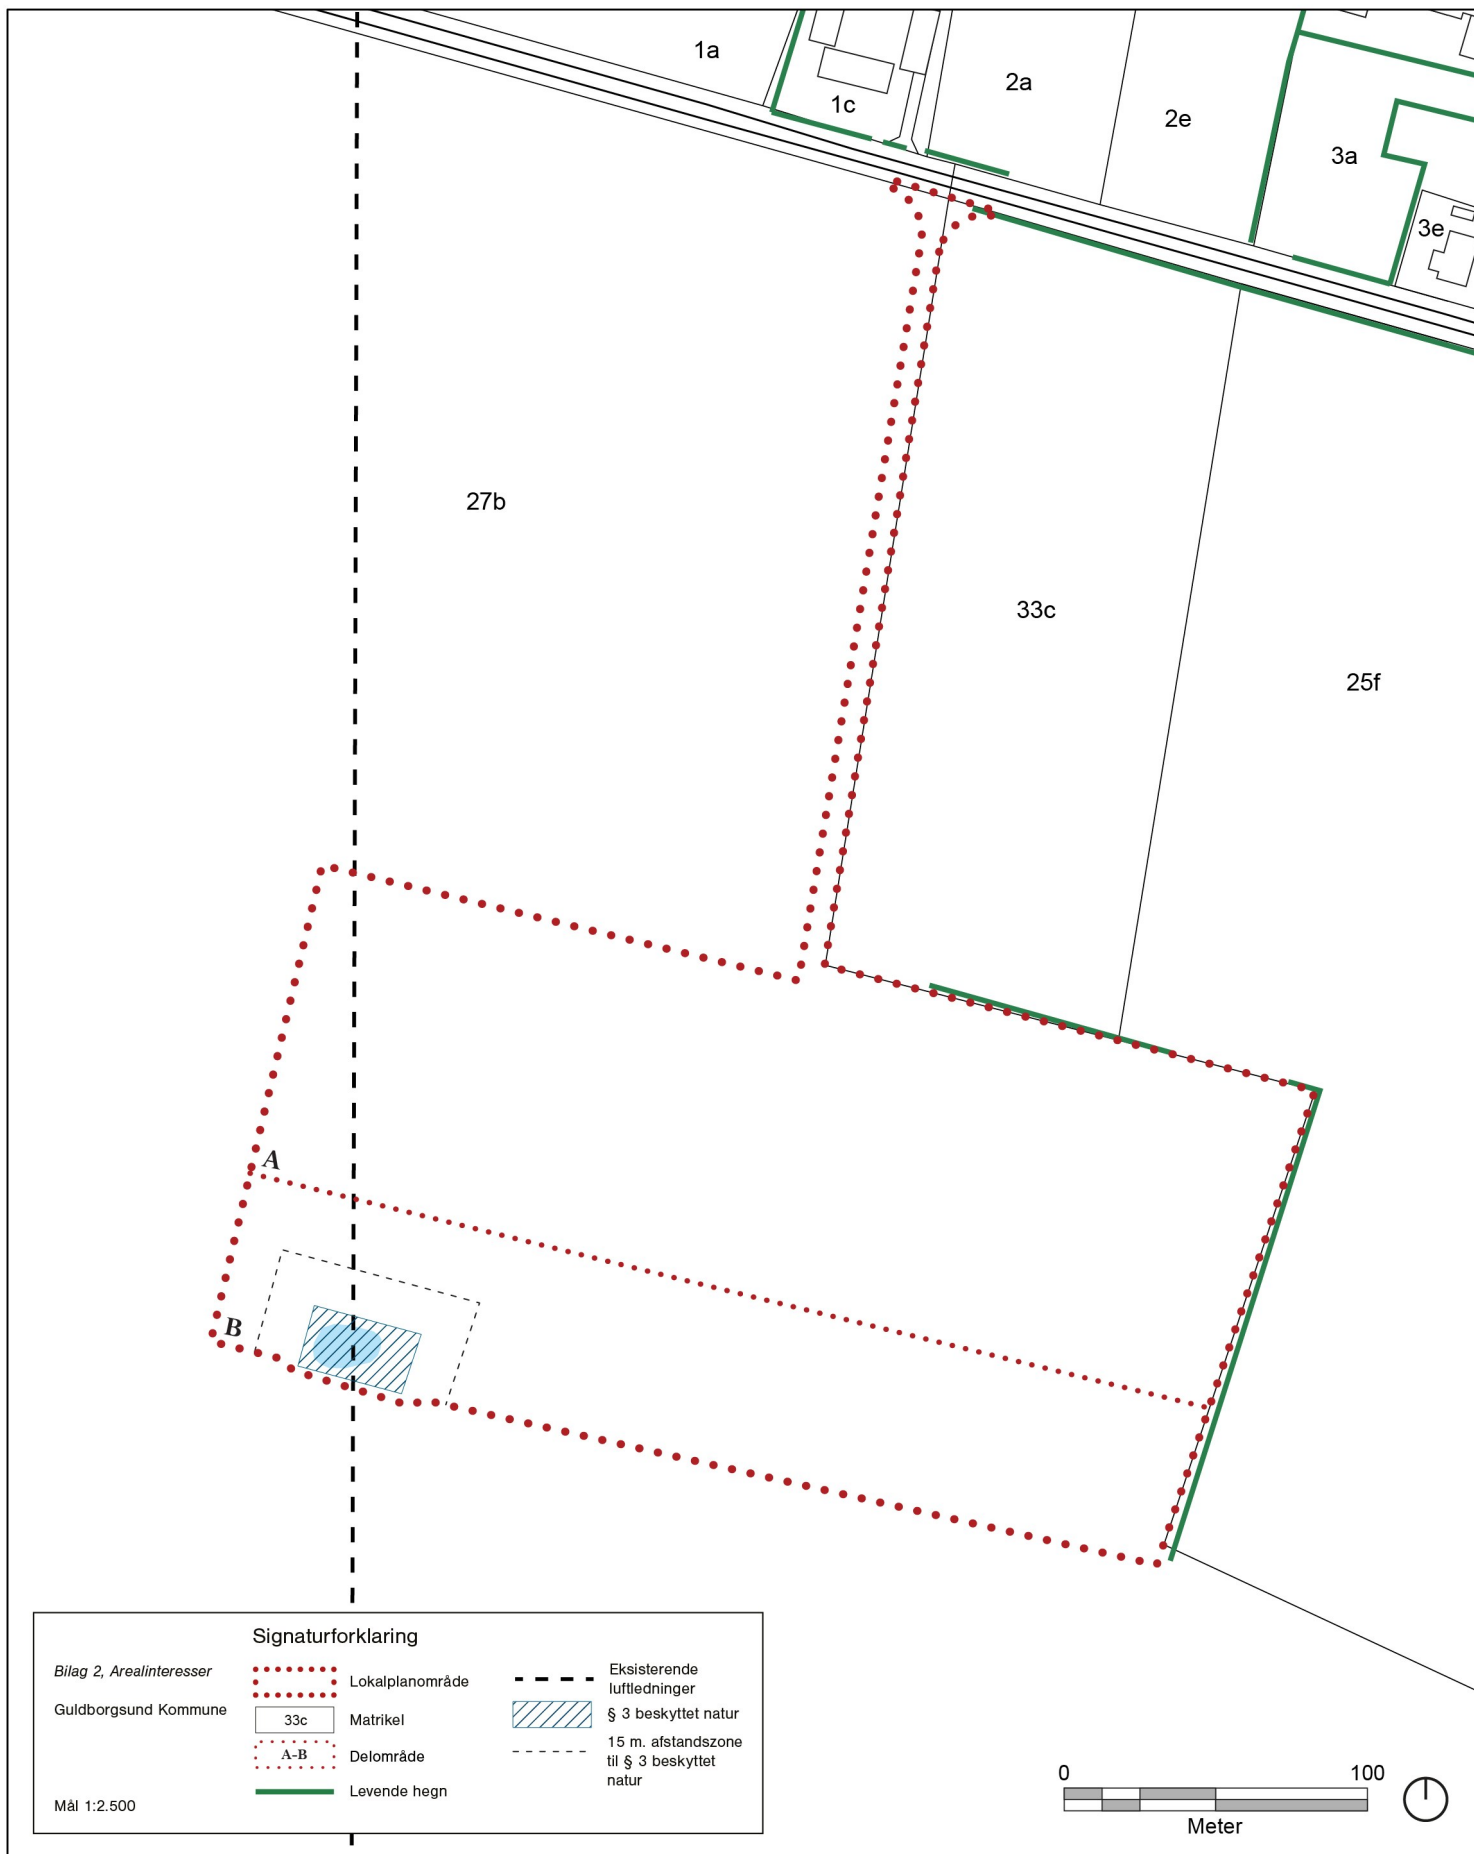 1a
1c
2a
2e
3a
3e
27b
33c
25f
A
B
Signaturforklaring
Bilag 2, Arealinteresser
Guldborgsund Kommune
Mål 1:2.500
Lokalplanområde
33c
Matrikel
A-B
Delområde
Levende hegn
Eksisterende
luftledninger
§ 3 beskyttet natur
15 m. afstandszone
til § 3 beskyttet
natur
0 100
Meter